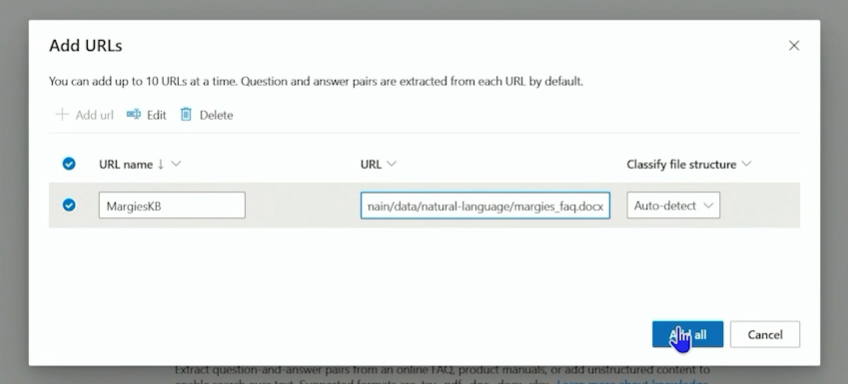 Add URLs
You can add up to 10 URLs at a time. Question and answer pairs are extracted from each URL by default.
Add url Edit Delete
URL name ↓ URL Classify file structure
MargiesKB nain/data/natural-language/margies_faq.docx Auto-detect
Add all Cancel
Extract question-and-answer pairs from an online FAQ, product manuals, or add unstructured content to